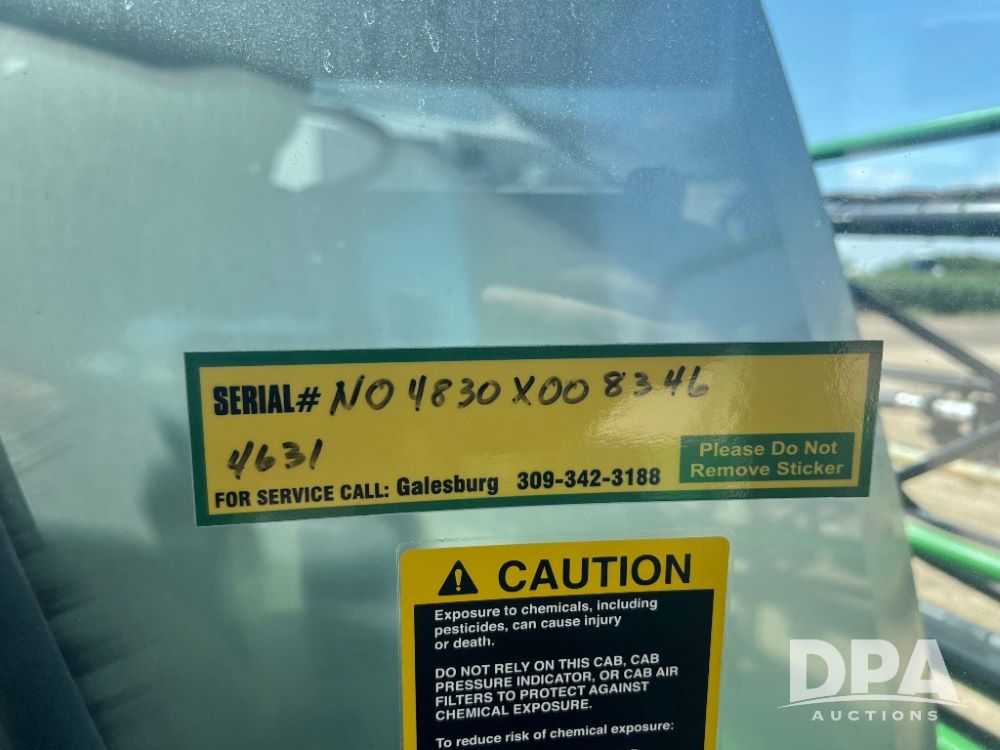 SERIAL# NO4830X008346
4631
Please Do Not
Remove Sticker
FOR SERVICE CALL: Galesburg 309-342-3188
CAUTION
Exposure to chemicals, including
pesticides, can cause injury
or death.
DO NOT RELY ON THIS CAB, CAB
PRESSURE INDICATOR, OR CAB AIR
FILTERS TO PROTECT AGAINST
CHEMICAL EXPOSURE.
To reduce risk of chemical exposure:
DPA
AUCTIONS